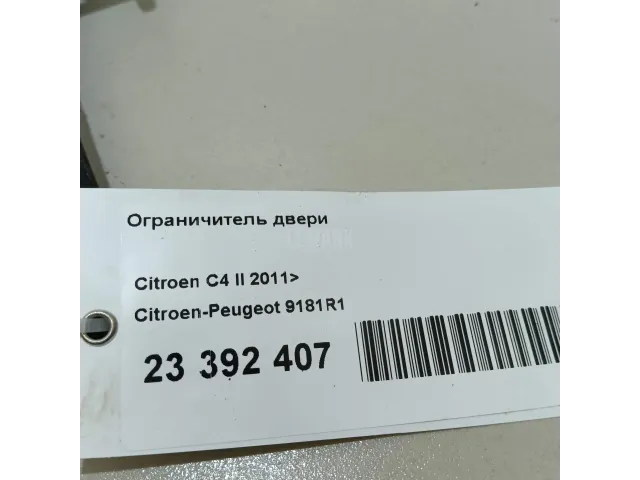 Ограничитель двери
Citroen C4 II 2011>
Citroen-Peugeot 9181R1
23 392 407